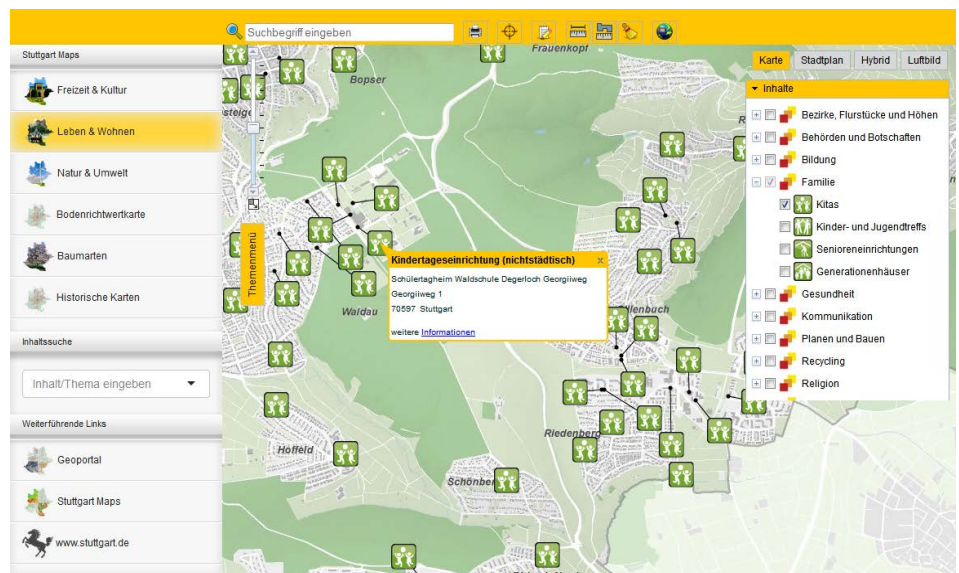 Suchbegriff eingeben
Stuttgart Maps
Freizeit & Kultur
Leben & Wohnen
Natur & Umwelt
Bodenrichtwertkarte
Baumarten
Historische Karten
Inhaltssuche
Inhalt/Thema eingeben
Weiterführende Links
Geoportal
Stuttgart Maps
www.stuttgart.de
Themenmenü
Frauenkopf
Bopser
steige
Waldau
Kindertageseinrichtung (nichtstädtisch) x
Schülertagheim Waldschule Degerloch Georgiiweg
Georgiiweg 1
70597 Stuttgart
weitere Informationen
llenbuch
Riedenberg
Hoffeld
Schönber
Karte Stadtplan Hybrid Luftbild
Inhalte
Bezirke, Flurstücke und Höhen
Behörden und Botschaften
Bildung
Familie
Kitas
Kinder- und Jugendtreffs
Senioreneinrichtungen
Generationenhäuser
Gesundheit
Kommunikation
Planen und Bauen
Recycling
Religion